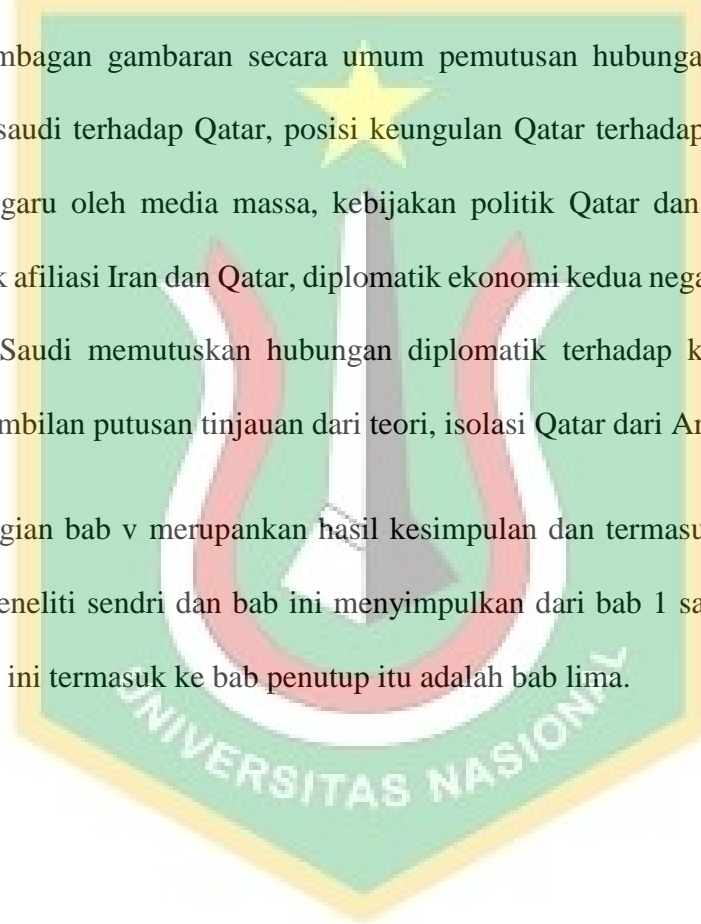 mbagan gambaran secara umum pemutusan hubunga
saudi terhadap Qatar, posisi keungulan Qatar terhadap
garu oleh media massa, kebijakan politik Qatar dan
k afiliasi Iran dan Qatar, diplomatik ekonomi kedua nega
Saudi memutuskan hubungan diplomatik terhadap k
mbilan putusan tinjauan dari teori, isolasi Qatar dari Ar
gian bab v merupankan hasil kesimpulan dan termasu
eneliti sendri dan bab ini menyimpulkan dari bab 1 sa
ini termasuk ke bab penutup itu adalah bab lima.
UNIVERSITAS NASIONAL